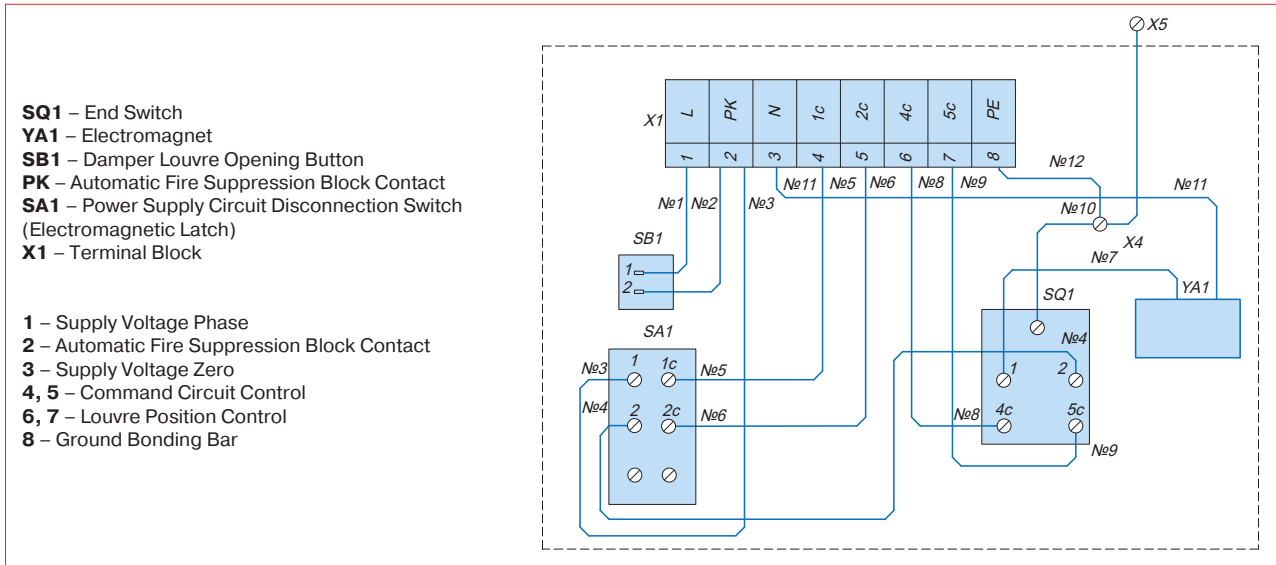 SQ1 – End Switch
YA1 – Electromagnet
SB1 – Damper Louvre Opening Button
PK – Automatic Fire Suppression Block Contact
SA1 – Power Supply Circuit Disconnection Switch
(Electromagnetic Latch)
X1 – Terminal Block
1 – Supply Voltage Phase
2 – Automatic Fire Suppression Block Contact
3 – Supply Voltage Zero
4, 5 – Command Circuit Control
6, 7 – Louvre Position Control
8 – Ground Bonding Bar
X5
X1
L PK N 1c 2c 4c 5c PE
1 2 3 4 5 6 7 8
№12
№11 №5 №6 №8 №9
№11
№1 №2 №3
№10
SB1
X4
1
2
№7
YA1
SQ1
SA1
№4
№3 1 1c №5
1 2
№4 2 2c №6
№8 4c 5c
№9